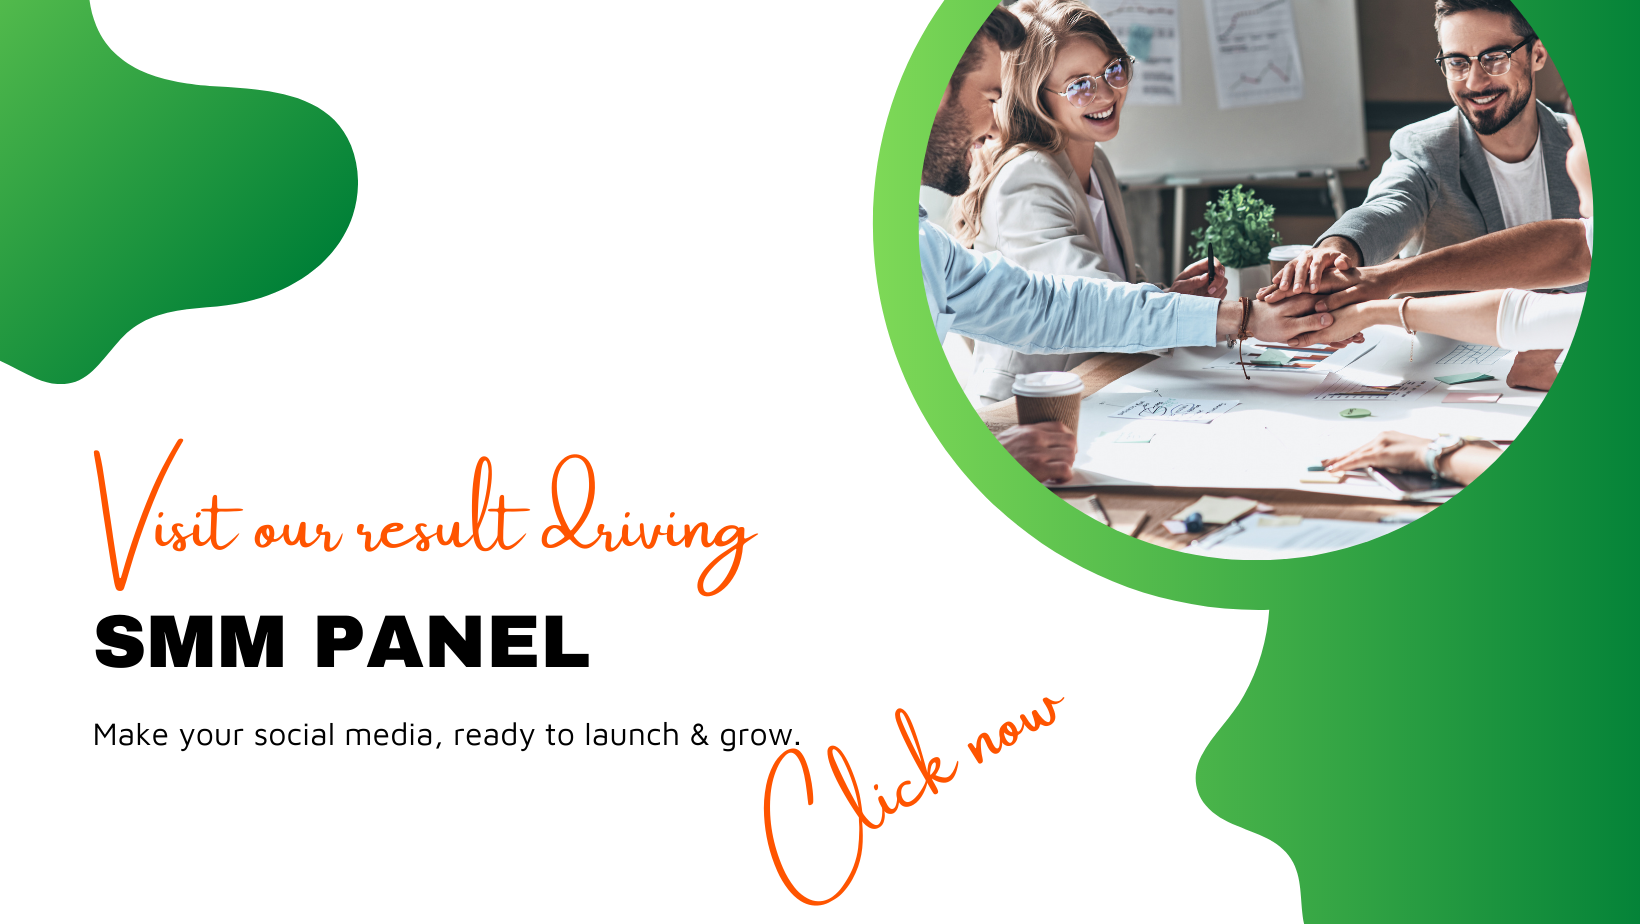 Visit our result driving
SMM PANEL
Make your social media, ready to launch & grow.
Click now